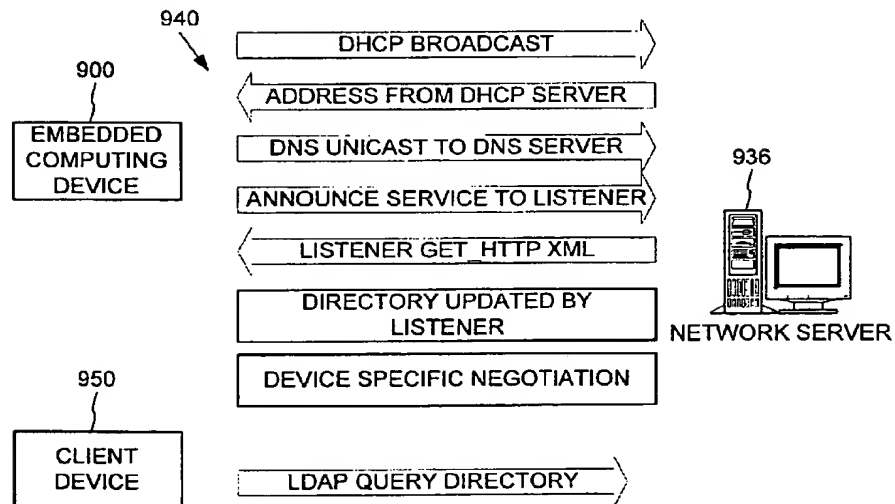 940
DHCP BROADCAST
900
ADDRESS FROM DHCP SERVER
EMBEDDED
COMPUTING
DEVICE
DNS UNICAST TO DNS SERVER
936
ANNOUNCE SERVICE TO LISTENER
LISTENER GET_HTTP XML
DIRECTORY UPDATED BY
LISTENER
NETWORK SERVER
DEVICE SPECIFIC NEGOTIATION
950
CLIENT
DEVICE
LDAP QUERY DIRECTORY